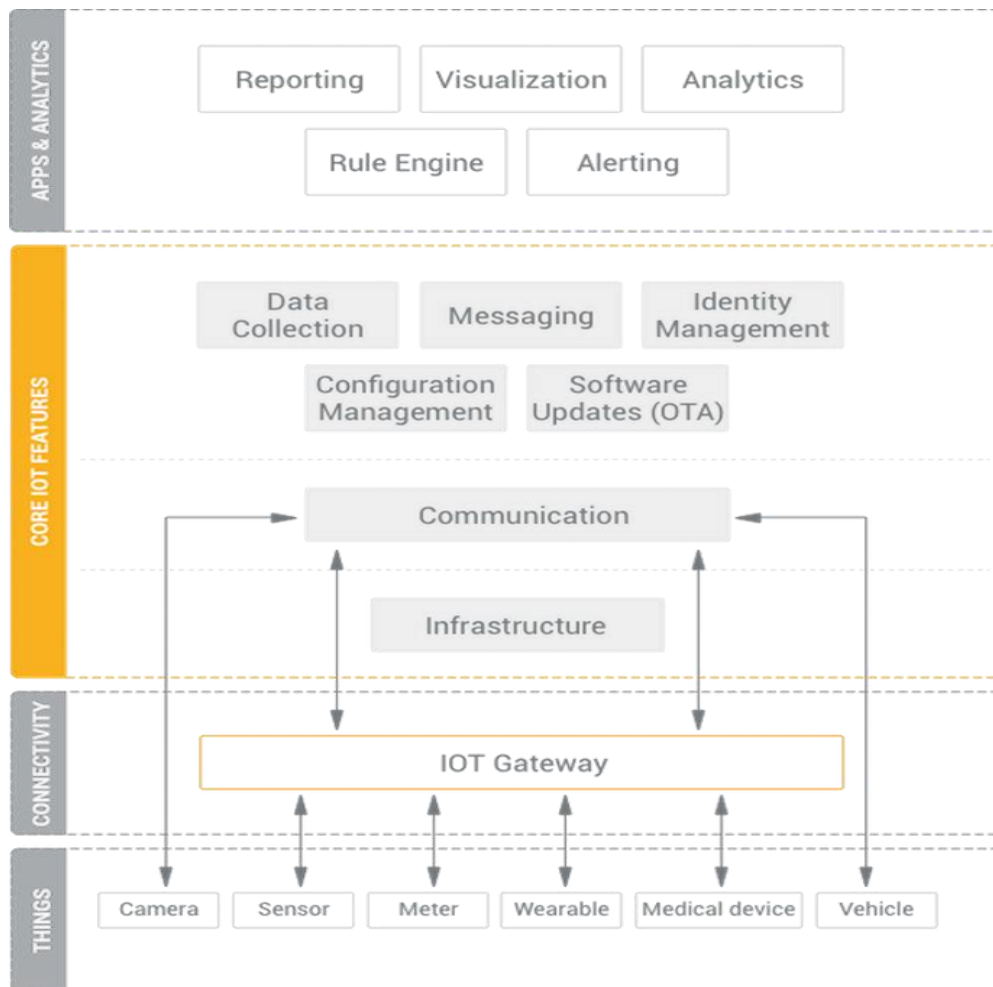 APPS & ANALYTICS
Reporting
Visualization
Analytics
Rule Engine
Alerting
CORE IOT FEATURES
Data
Collection
Messaging
Identity
Management
Configuration
Management
Software
Updates (OTA)
Communication
Infrastructure
CONNECTIVITY
IOT Gateway
THINGS
Camera
Sensor
Meter
Wearable
Medical device
Vehicle